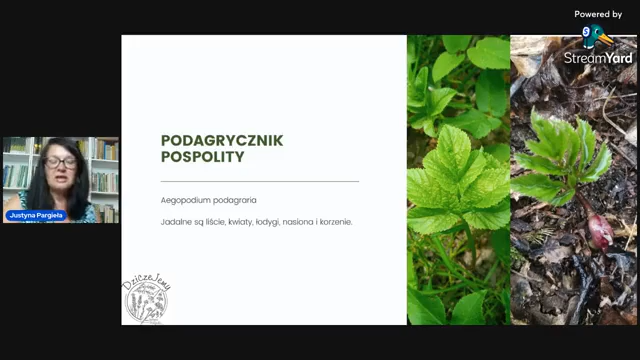 Powered by
StreamYard
PODAGRYCZNIK
POSPOLITY
Aegopodium podagraria
Jadalne są liście, kwiaty, łodygi, nasiona i korzenie.
Justyna Pargieła
DziczeJemy